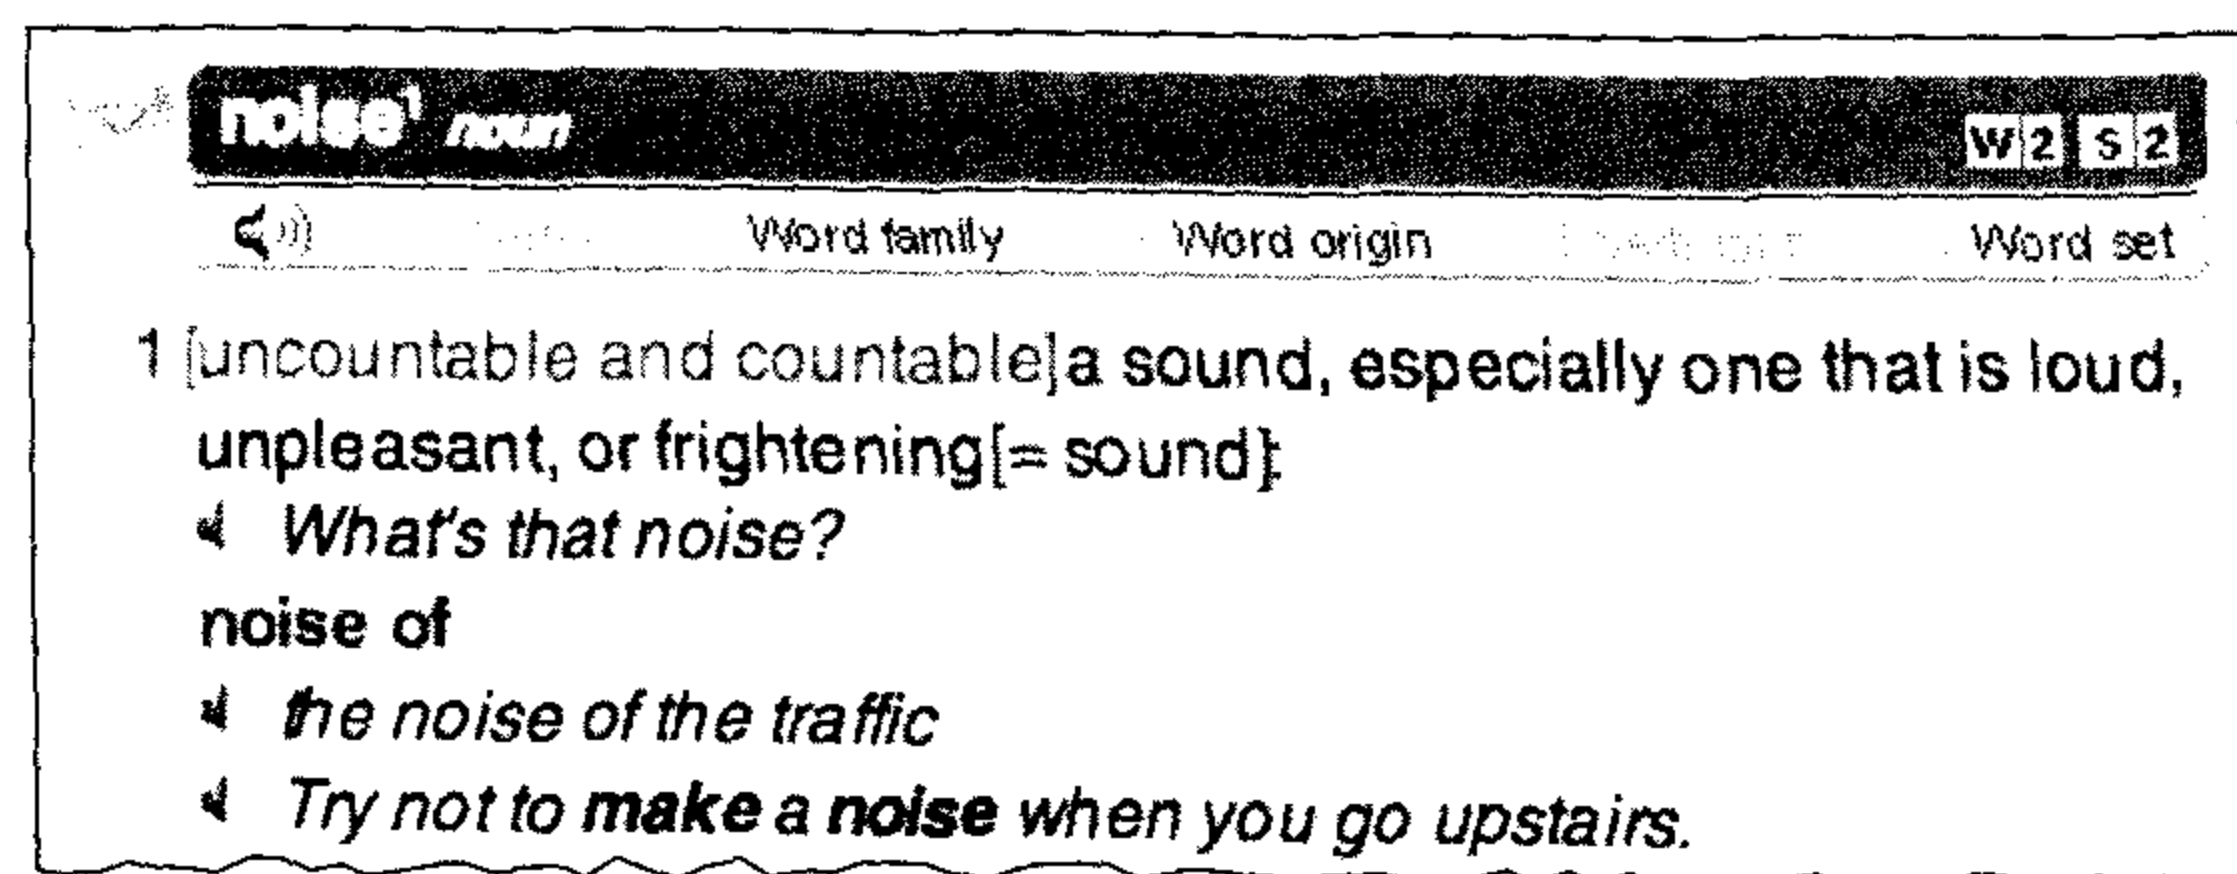 noise¹ noun W2 S2
Word family Word origin Word set
1 [uncountable and countable] a sound, especially one that is loud,
unpleasant, or frightening [= sound]:
What's that noise?
noise of
the noise of the traffic
Try not to make a noise when you go upstairs.